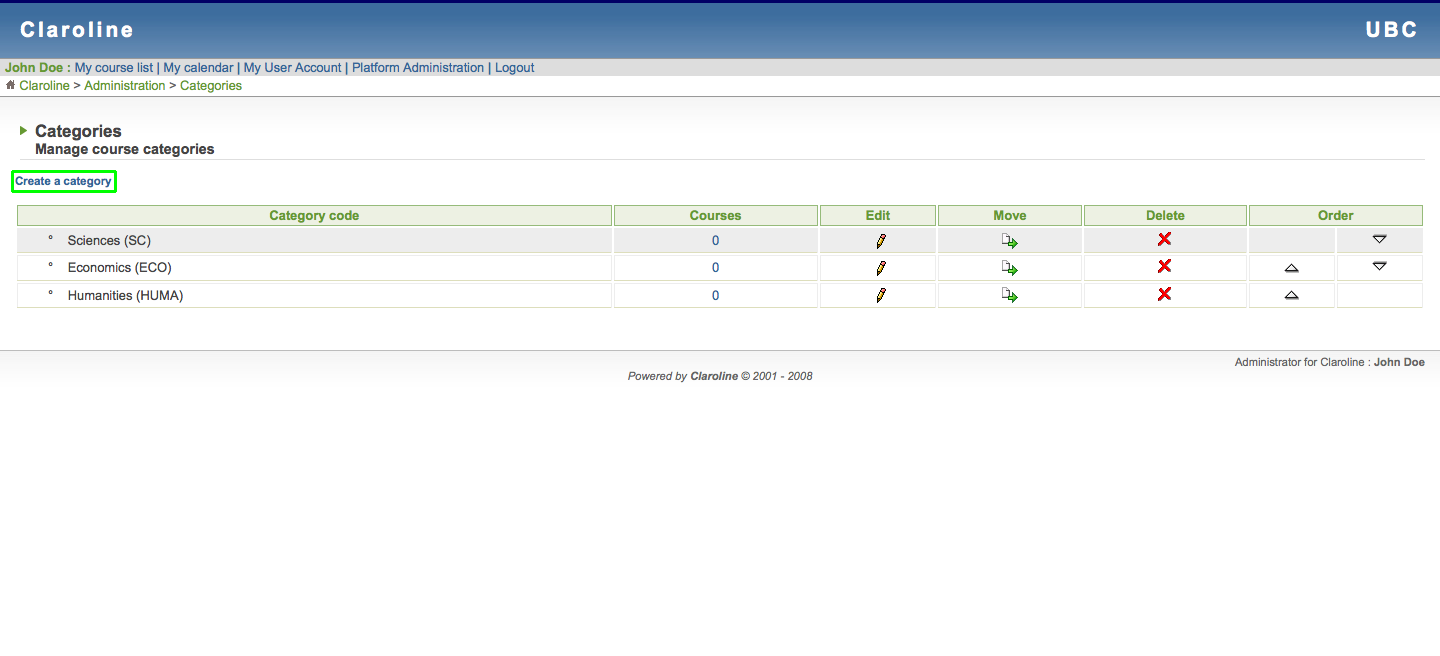 Claroline UBC
John Doe : My course list | My calendar | My User Account | Platform Administration | Logout
Claroline > Administration > Categories
Categories
Manage course categories
Create a category
Category code Courses Edit Move Delete Order
° Sciences (SC) 0
° Economics (ECO) 0
° Humanities (HUMA) 0
Administrator for Claroline : John Doe
Powered by Claroline © 2001 - 2008